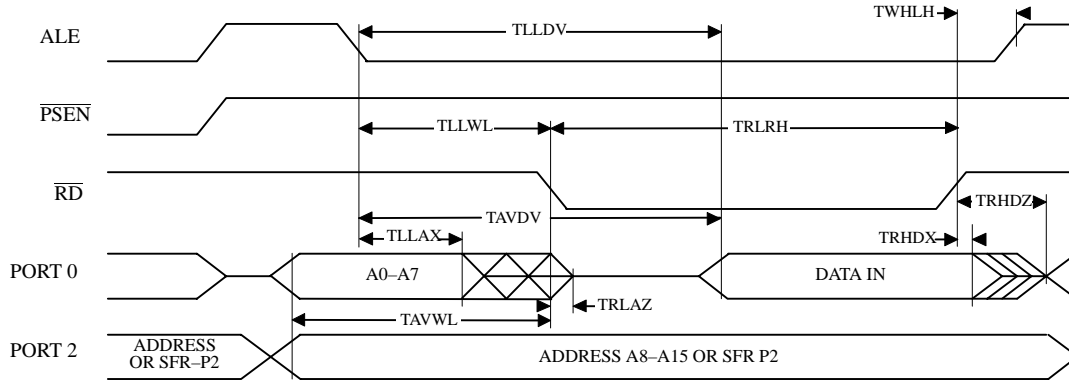 TWHLH
ALE
TLLDV
PSEN
TLLWL
TRLRH
RD
TAVDV
TRHDZ
TLLAX
TRHDX
PORT 0
A0–A7
DATA IN
TRLAZ
TAVWL
PORT 2
ADDRESS
OR SFR–P2
ADDRESS A8–A15 OR SFR P2